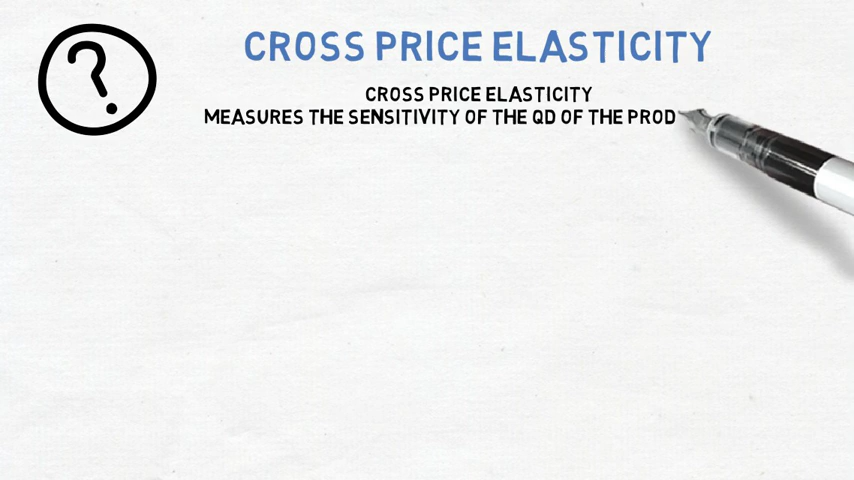 CROSS PRICE ELASTICITY
CROSS PRICE ELASTICITY
MEASURES THE SENSITIVITY OF THE QD OF THE PROD